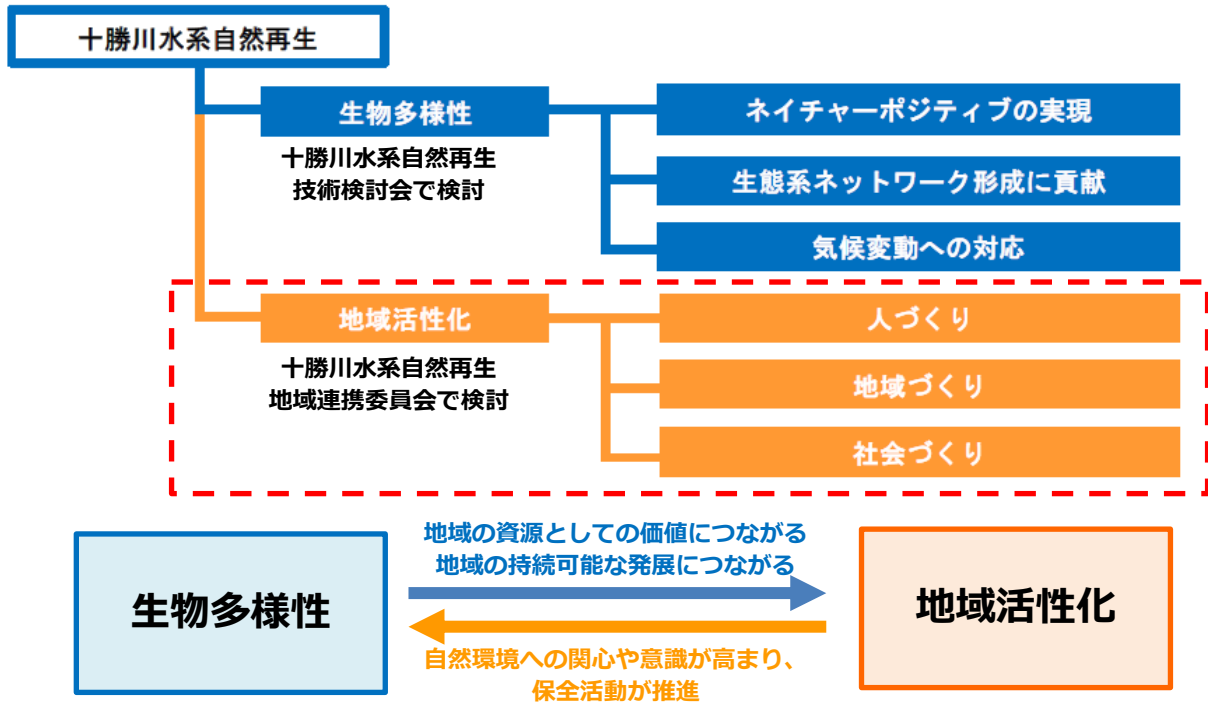 十勝川水系自然再生
生物多様性
十勝川水系自然再生
技術検討会で検討
ネイチャーポジティブの実現
生態系ネットワーク形成に貢献
気候変動への対応
地域活性化
十勝川水系自然再生
地域連携委員会で検討
人づくり
地域づくり
社会づくり
生物多様性
地域の資源としての価値につながる
地域の持続可能な発展につながる
自然環境への関心や意識が高まり、
保全活動が推進
地域活性化